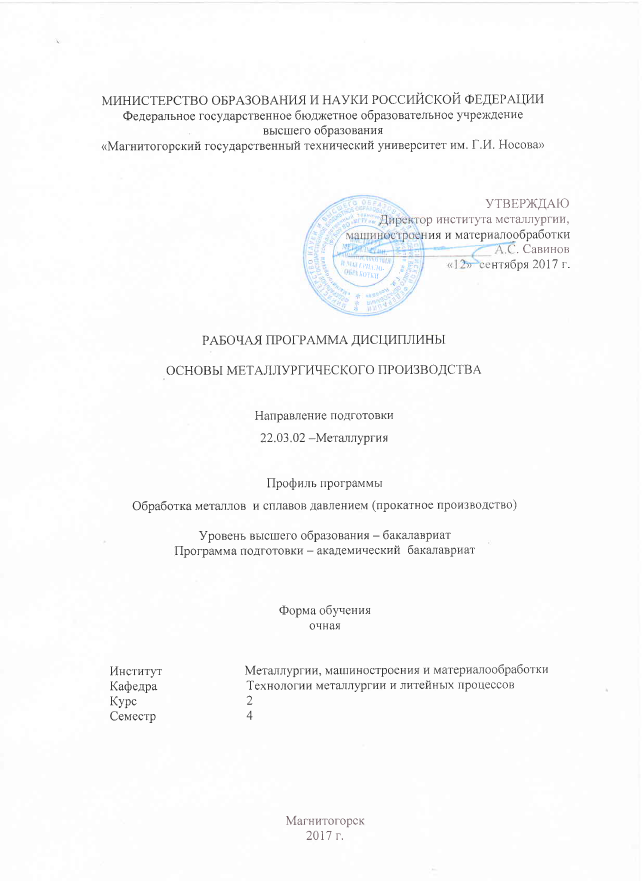 МИНИСТЕРСТВО ОБРАЗОВАНИЯ И НАУКИ РОССИЙСКОЙ ФЕДЕРАЦИИ
Федеральное государственное бюджетное образовательное учреждение
высшего образования
«Магнитогорский государственный технический университет им. Г.И. Носова»
УТВЕРЖДАЮ
Директор института металлургии,
машиностроения и материалообработки
А.С. Савинов
«12» сентября 2017 г.
РАБОЧАЯ ПРОГРАММА ДИСЦИПЛИНЫ
ОСНОВЫ МЕТАЛЛУРГИЧЕСКОГО ПРОИЗВОДСТВА
Направление подготовки
22.03.02 –Металлургия
Профиль программы
Обработка металлов и сплавов давлением (прокатное производство)
Уровень высшего образования – бакалавриат
Программа подготовки – академический бакалавриат
Форма обучения
очная
Институт Металлургии, машиностроения и материалообработки
Кафедра Технологии металлургии и литейных процессов
Курс 2
Семестр 4
Магнитогорск
2017 г.